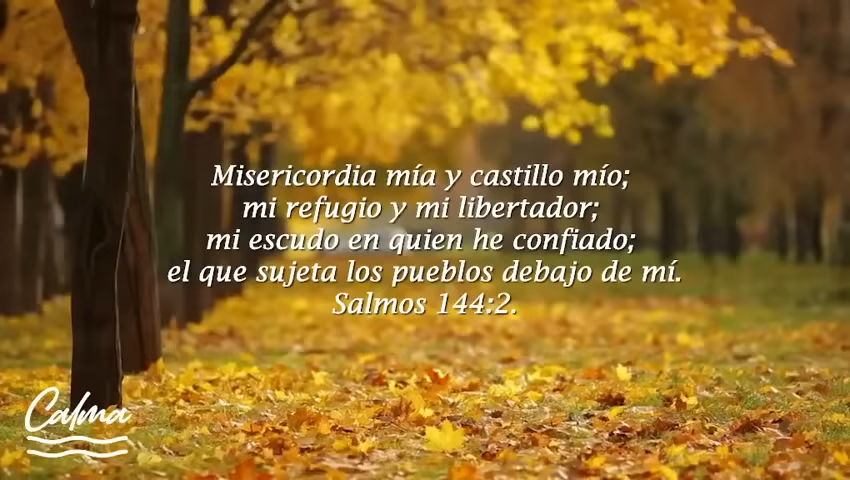 Misericordia mía y castillo mío;
mi refugio y mi libertador;
mi escudo en quien he confiado;
el que sujeta los pueblos debajo de mí.
Salmos 144:2.
Calma